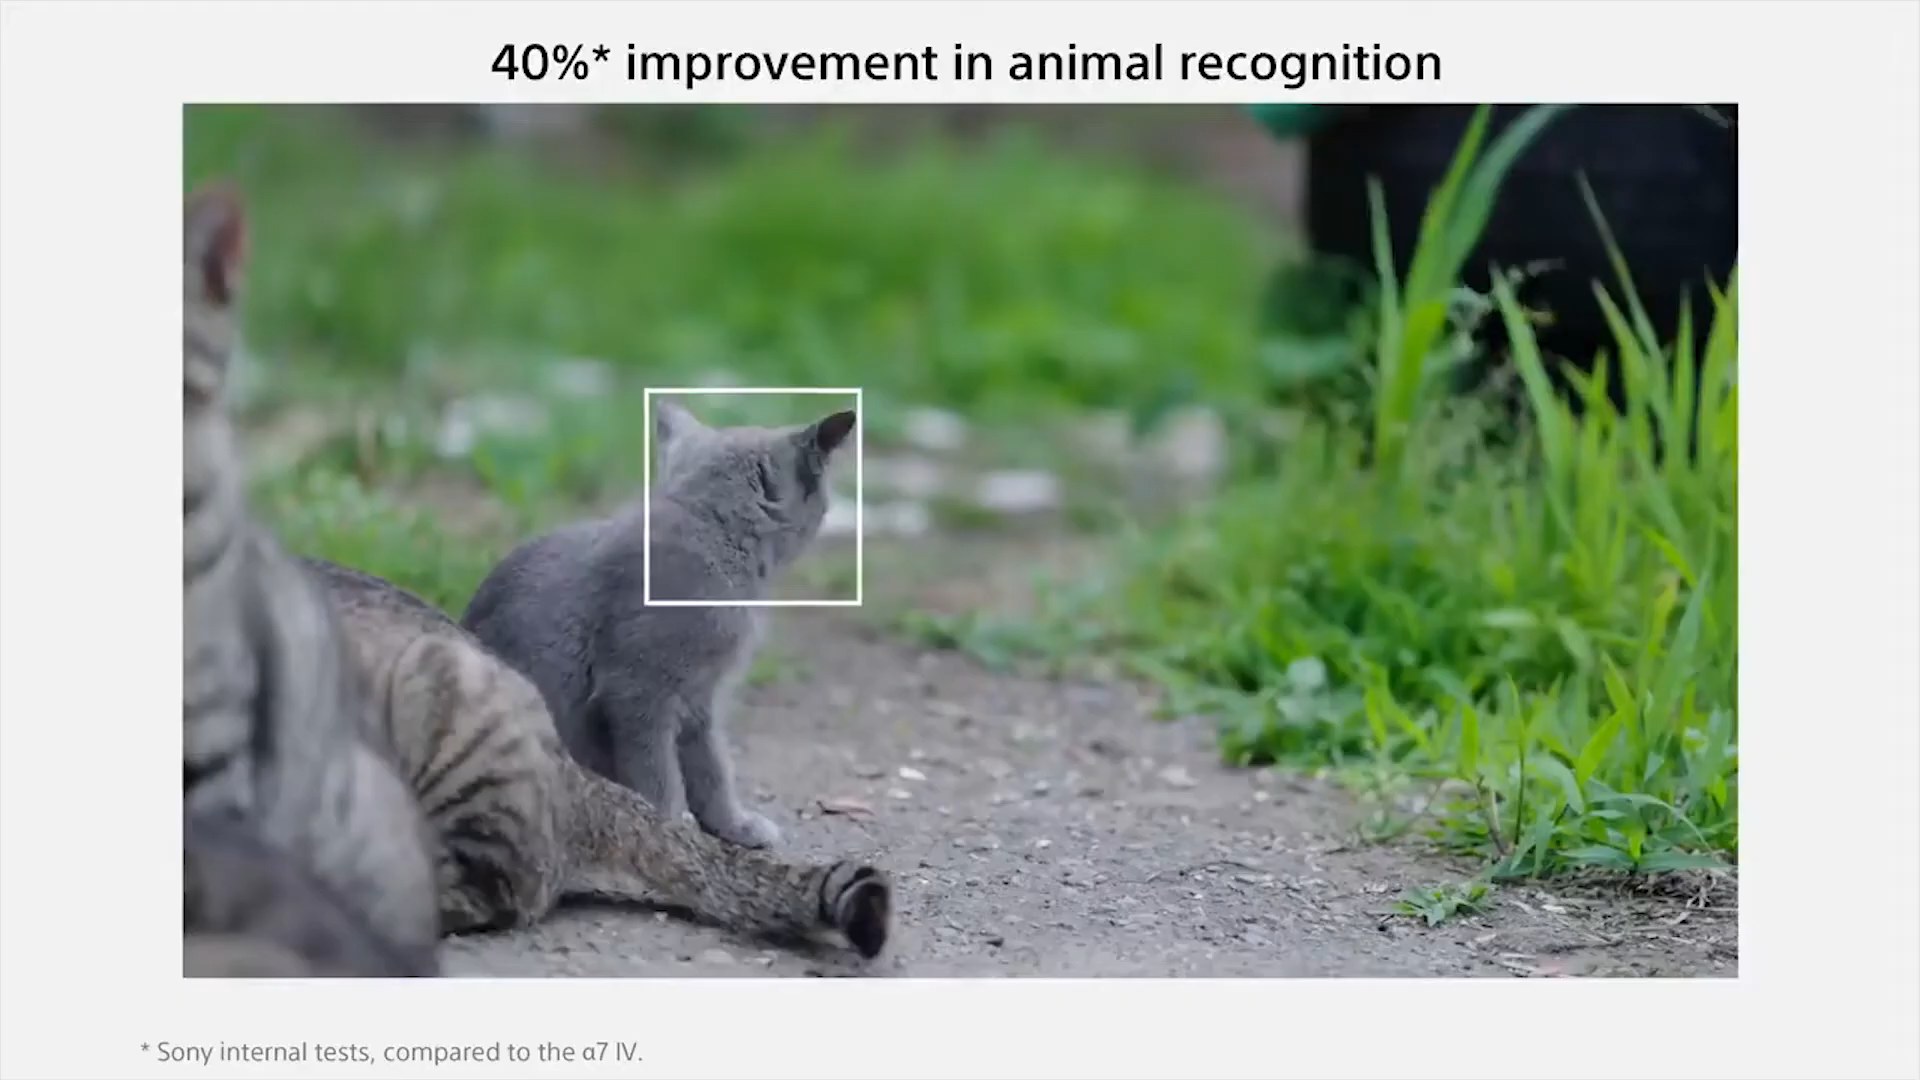 40%* improvement in animal recognition
* Sony internal tests, compared to the α7 IV.